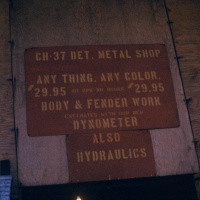 CH-37 DET. METAL SHOP
ANY THING, ANY COLOR.
$29.95 $29.95
BODY & FENDER WORK
DYNOMETER
ALSO
HYDRAULICS